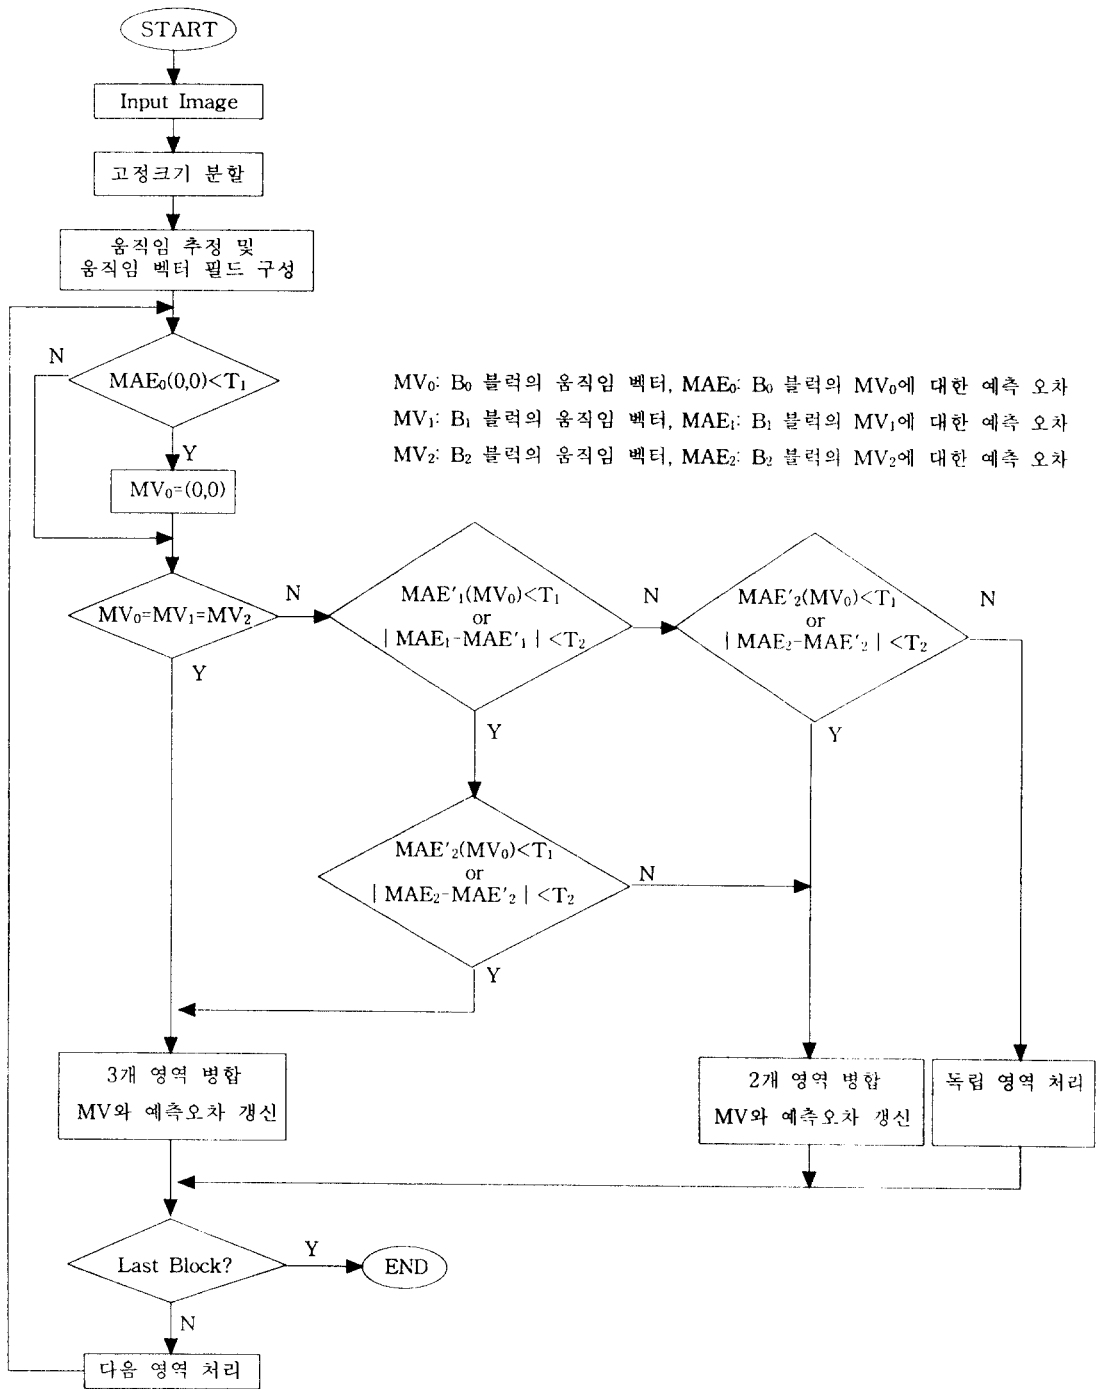 START
Input Image
고정크기 분할
움직임 추정 및
움직임 벡터 필드 구성
N
MAE₀(0,0)<T₁
Y
MV₀=(0,0)
MV₀: B₀ 블럭의 움직임 벡터, MAE₀: B₀ 블럭의 MV₀에 대한 예측 오차
MV₁: B₁ 블럭의 움직임 벡터, MAE₁: B₁ 블럭의 MV₁에 대한 예측 오차
MV₂: B₂ 블럭의 움직임 벡터, MAE₂: B₂ 블럭의 MV₂에 대한 예측 오차
MV₀=MV₁=MV₂
N
Y
MAE′₁(MV₀)<T₁
or
| MAE₁-MAE′₁ | <T₂
N
Y
MAE′₂(MV₀)<T₁
or
| MAE₂-MAE′₂ | <T₂
N
Y
MAE′₂(MV₀)<T₁
or
| MAE₂-MAE′₂ | <T₂
N
Y
3개 영역 병합
MV와 예측오차 갱신
2개 영역 병합
MV와 예측오차 갱신
독립 영역 처리
Last Block?
Y
END
N
다음 영역 처리